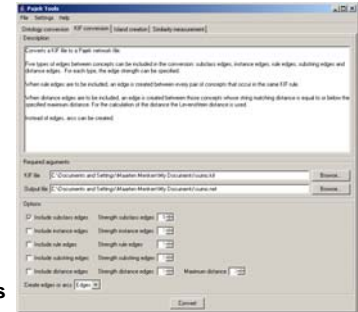 Pajek Tools
File Settings Help
Ontology conversion KIF conversion Island creation Similarity measurement
Description
Converts a KIF file to a Pajek network file.
Five types of edges between concepts can be included in the conversion: subclass edges, instance edges, rule edges, substring edges and
distance edges. For each type, the edge strength can be specified.
When rule edges are to be included, an edge is created between every pair of concepts that occur in the same KIF rule.
When distance edges are to be included, an edge is created between those concepts whose string matching distance is equal to or below the
specified maximum distance. For the calculation of the distance the Levenshtein distance is used.
Instead of edges, arcs can be created.
Required arguments
KIF file C:\Documents and Settings\Maarten Menken\My Documents\sumo.kif Browse...
Output file C:\Documents and Settings\Maarten Menken\My Documents\sumo.net Browse...
Options
Include subclass edges Strength subclass edges
Include instance edges Strength instance edges
Include rule edges Strength rule edges
Include substring edges Strength substring edges
Include distance edges Strength distance edges Maximum distance
s Create edges or arcs Edges
Convert